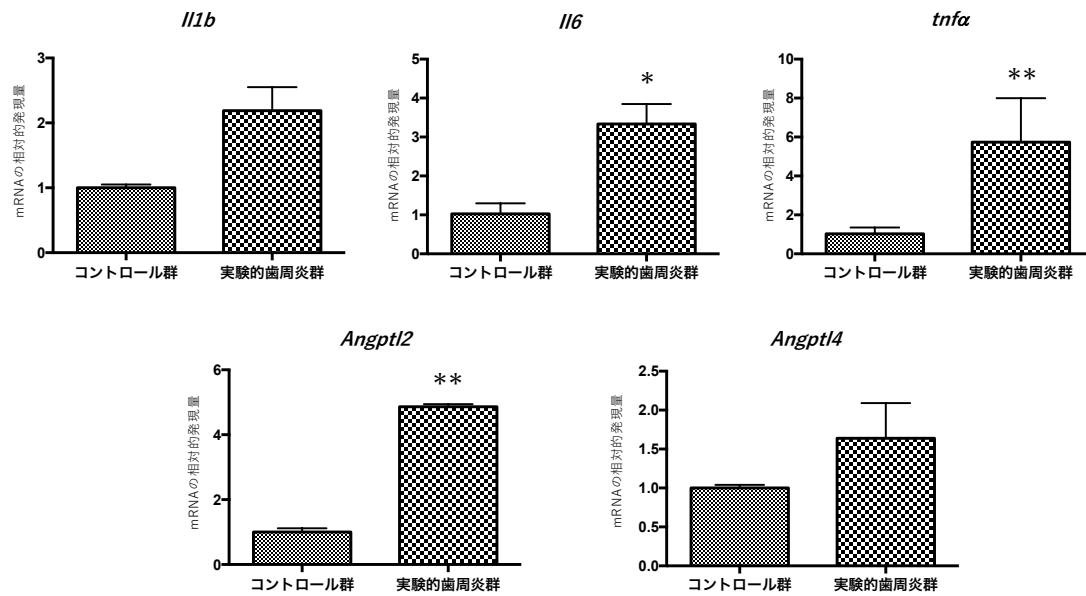 Il1b
mRNAの相対的発現量
3
2
1
0
コントロール群 実験的歯周炎群
Il6
mRNAの相対的発現量
5
4
3
2
1
0
*
コントロール群 実験的歯周炎群
tnfα
mRNAの相対的発現量
10
8
6
4
2
0
**
コントロール群 実験的歯周炎群
Angptl2
mRNAの相対的発現量
6
4
2
0
**
コントロール群 実験的歯周炎群
Angptl4
mRNAの相対的発現量
2.5
2.0
1.5
1.0
0.5
0.0
コントロール群 実験的歯周炎群